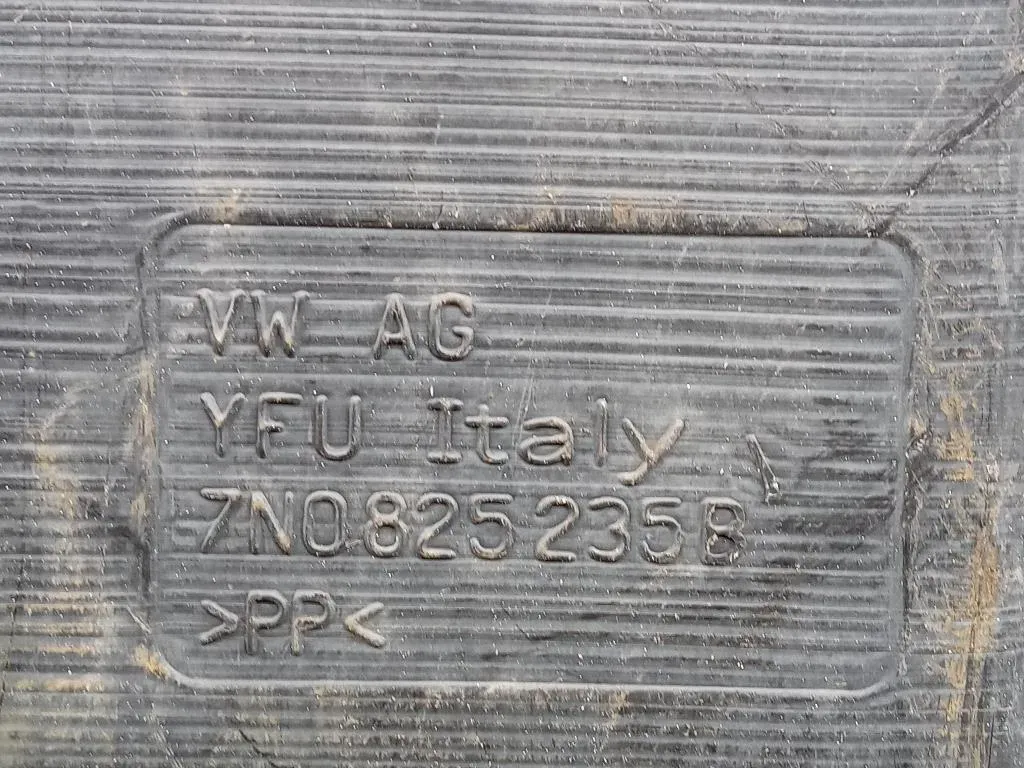 VW AG
YFU Italy
7N0825235B
>PP<